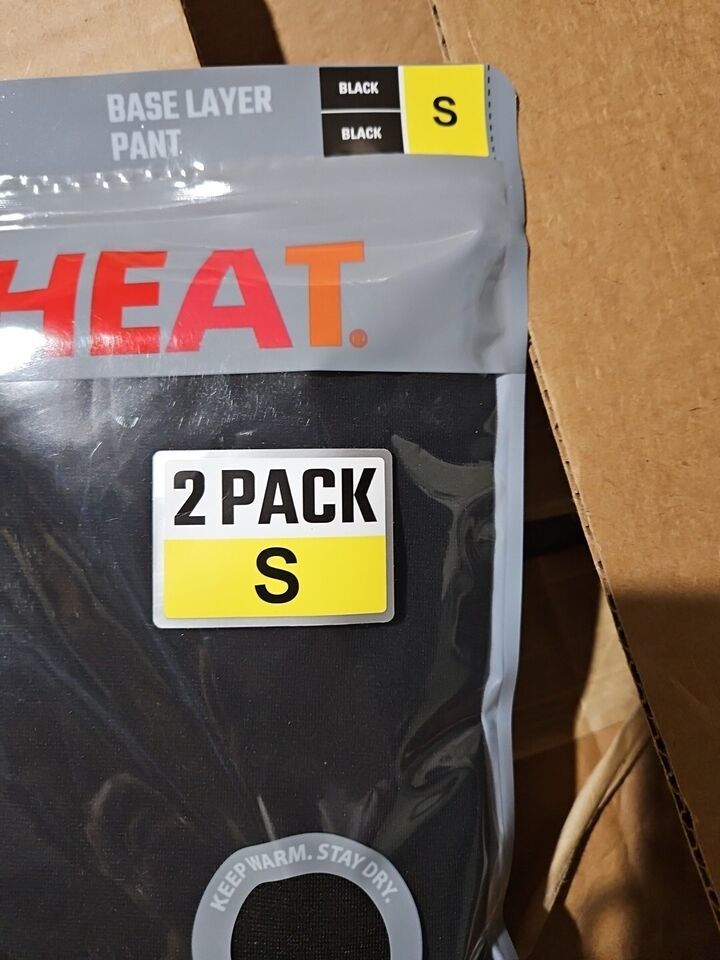 BASE LAYER
PANT
BLACK
BLACK
S
HEAT®
2 PACK
S
KEEP WARM. STAY DRY.